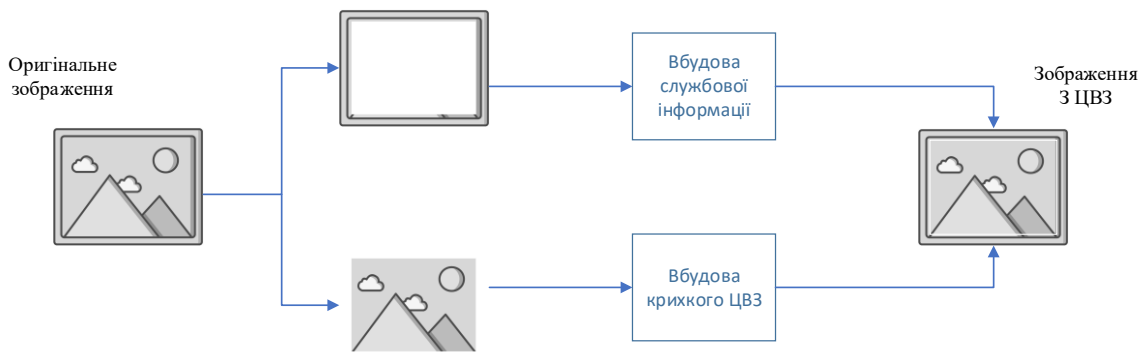 Оригінальне
зображення
Вбудова
службової
інформації
Зображення
З ЦВЗ
Вбудова
крихкого ЦВЗ